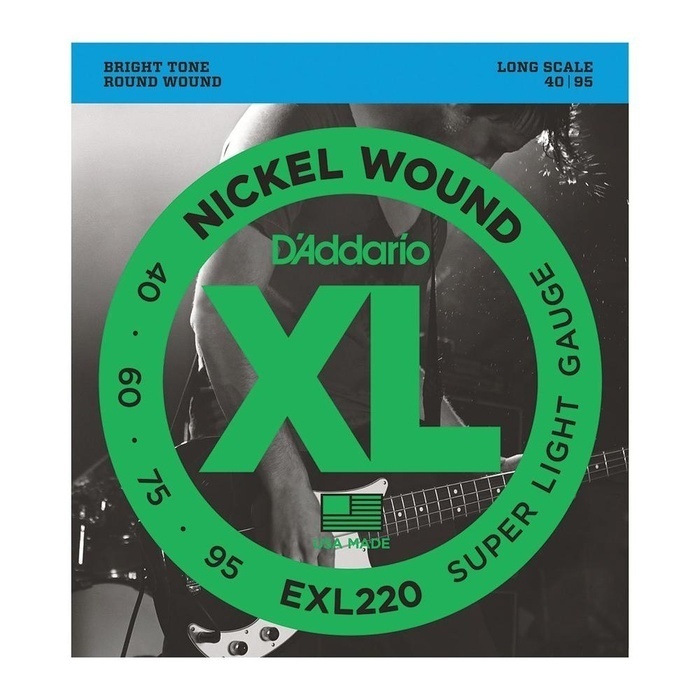 BRIGHT TONE
ROUND WOUND
LONG SCALE
40 | 95
NICKEL WOUND
D'Addario
XL
USA MADE
40 · 60 · 75 · 95
EXL220
SUPER LIGHT GAUGE